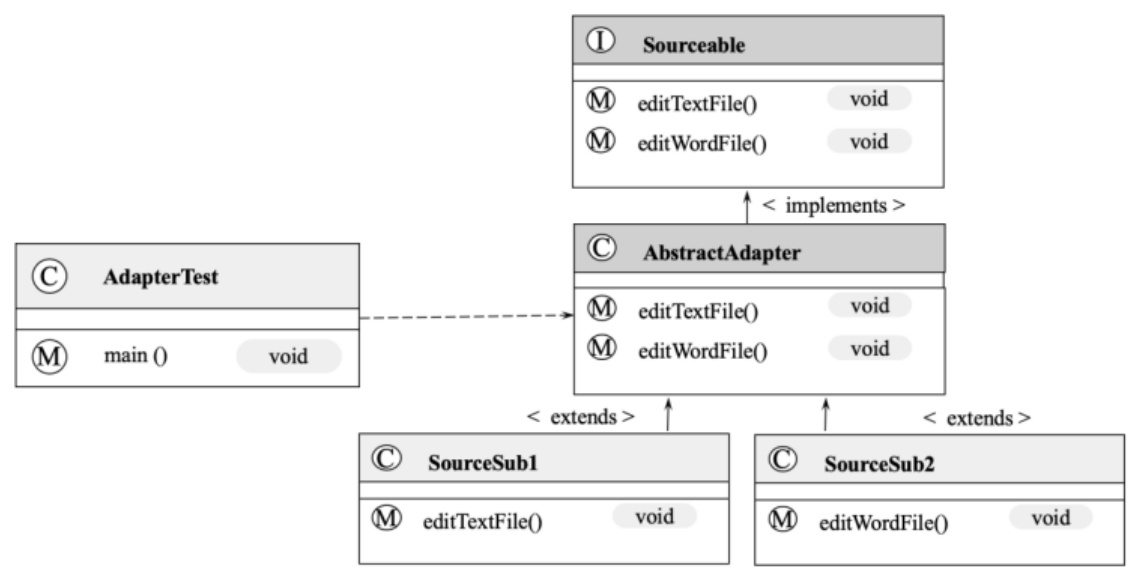 I Sourceable
M editTextFile() void
M editWordFile() void
< implements >
C AbstractAdapter
M editTextFile() void
M editWordFile() void
C AdapterTest
M main () void
< extends >
< extends >
C SourceSub1
M editTextFile() void
C SourceSub2
M editWordFile() void